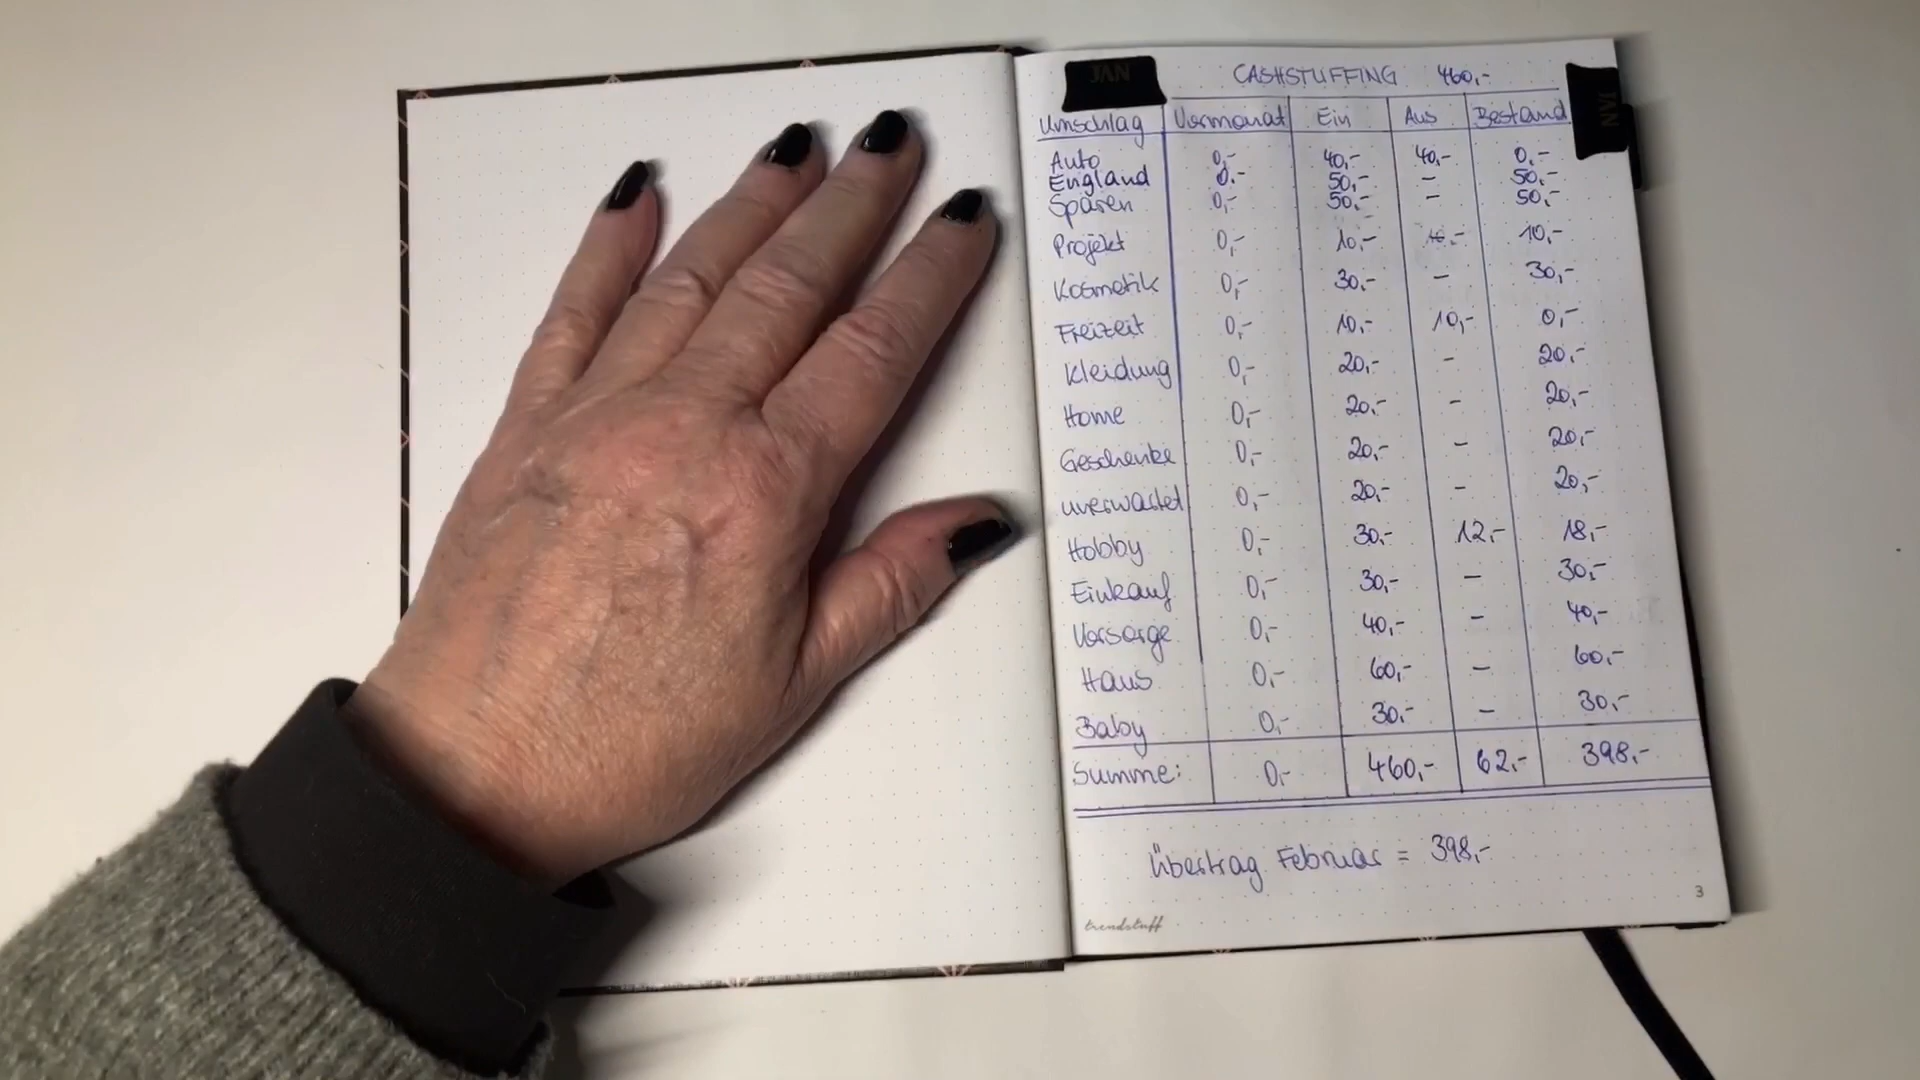 JAN
CASHSTUFFING 460,-
JAN
Umschlag Vormonat Ein Aus Bestand
Auto 0,- 40,- 40,- 0,-
England 0,- 50,- - 50,-
Sparen 0,- 50,- - 50,-
Projekt 0,- 10,- 10,- 10,-
Kosmetik 0,- 30,- - 30,-
Freizeit 0,- 10,- 10,- 0,-
Kleidung 0,- 20,- - 20,-
Home 0,- 20,- - 20,-
Geschenke 0,- 20,- - 20,-
unerwartet 0,- 20,- - 20,-
Hobby 0,- 30,- 12,- 18,-
Einkauf 0,- 30,- - 30,-
Vorsorge 0,- 40,- - 40,-
Haus 0,- 60,- - 60,-
Baby 0,- 30,- - 30,-
Summe: 0,- 460,- 62,- 398,-
Übertrag Februar = 398,-
3
trendstuff